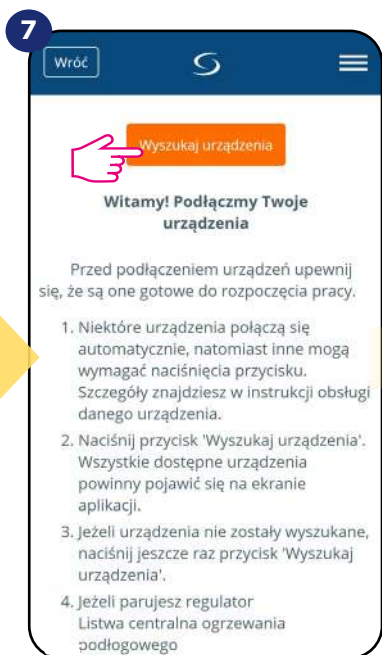 7
Wróć
Wyszukaj urządzenia
Witamy! Podłączmy Twoje
urządzenia
Przed podłączeniem urządzeń upewnij
się, że są one gotowe do rozpoczęcia pracy.
1. Niektóre urządzenia połączą się
automatycznie, natomiast inne mogą
wymagać naciśnięcia przycisku.
Szczegóły znajdziesz w instrukcji obsługi
danego urządzenia.
2. Naciśnij przycisk 'Wyszukaj urządzenia'.
Wszystkie dostępne urządzenia
powinny pojawić się na ekranie
aplikacji.
3. Jeżeli urządzenia nie zostały wyszukane,
naciśnij jeszcze raz przycisk 'Wyszukaj
urządzenia'.
4. Jeżeli parujesz regulator
Listwa centralna ogrzewania
podłogowego